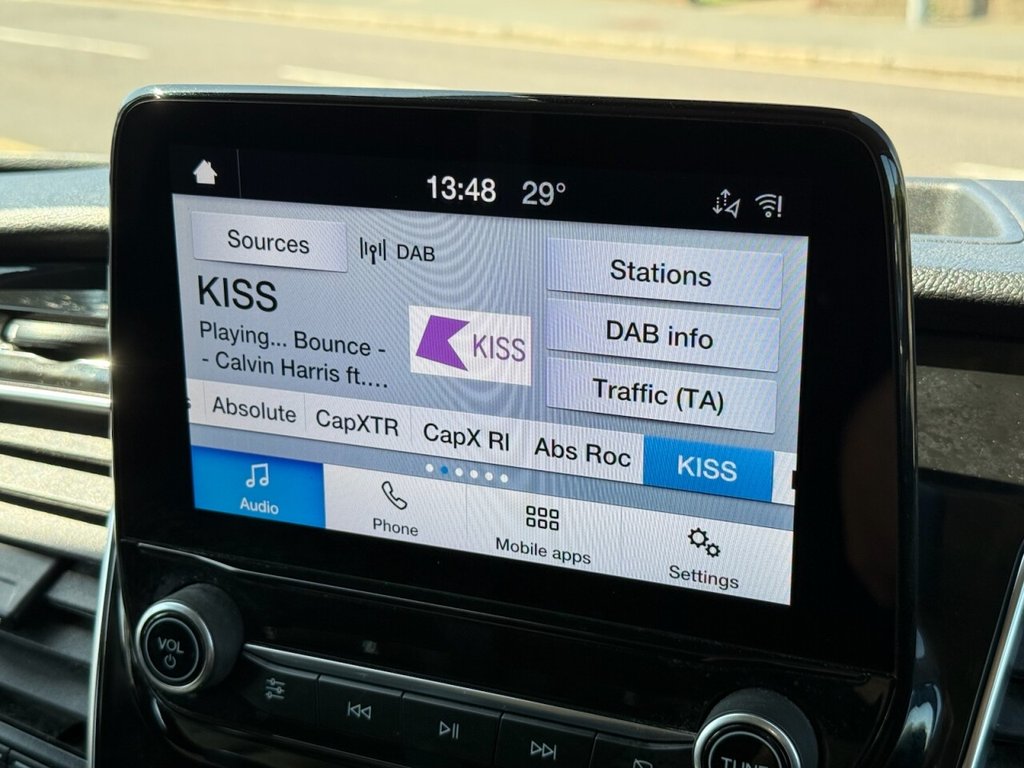 13:48 29°
Sources DAB
Stations
KISS
Playing... Bounce -
- Calvin Harris ft....
KISS
DAB info
Traffic (TA)
Absolute CapXTR CapX RI Abs Roc KISS
Audio Phone Mobile apps Settings
VOL
TUNE